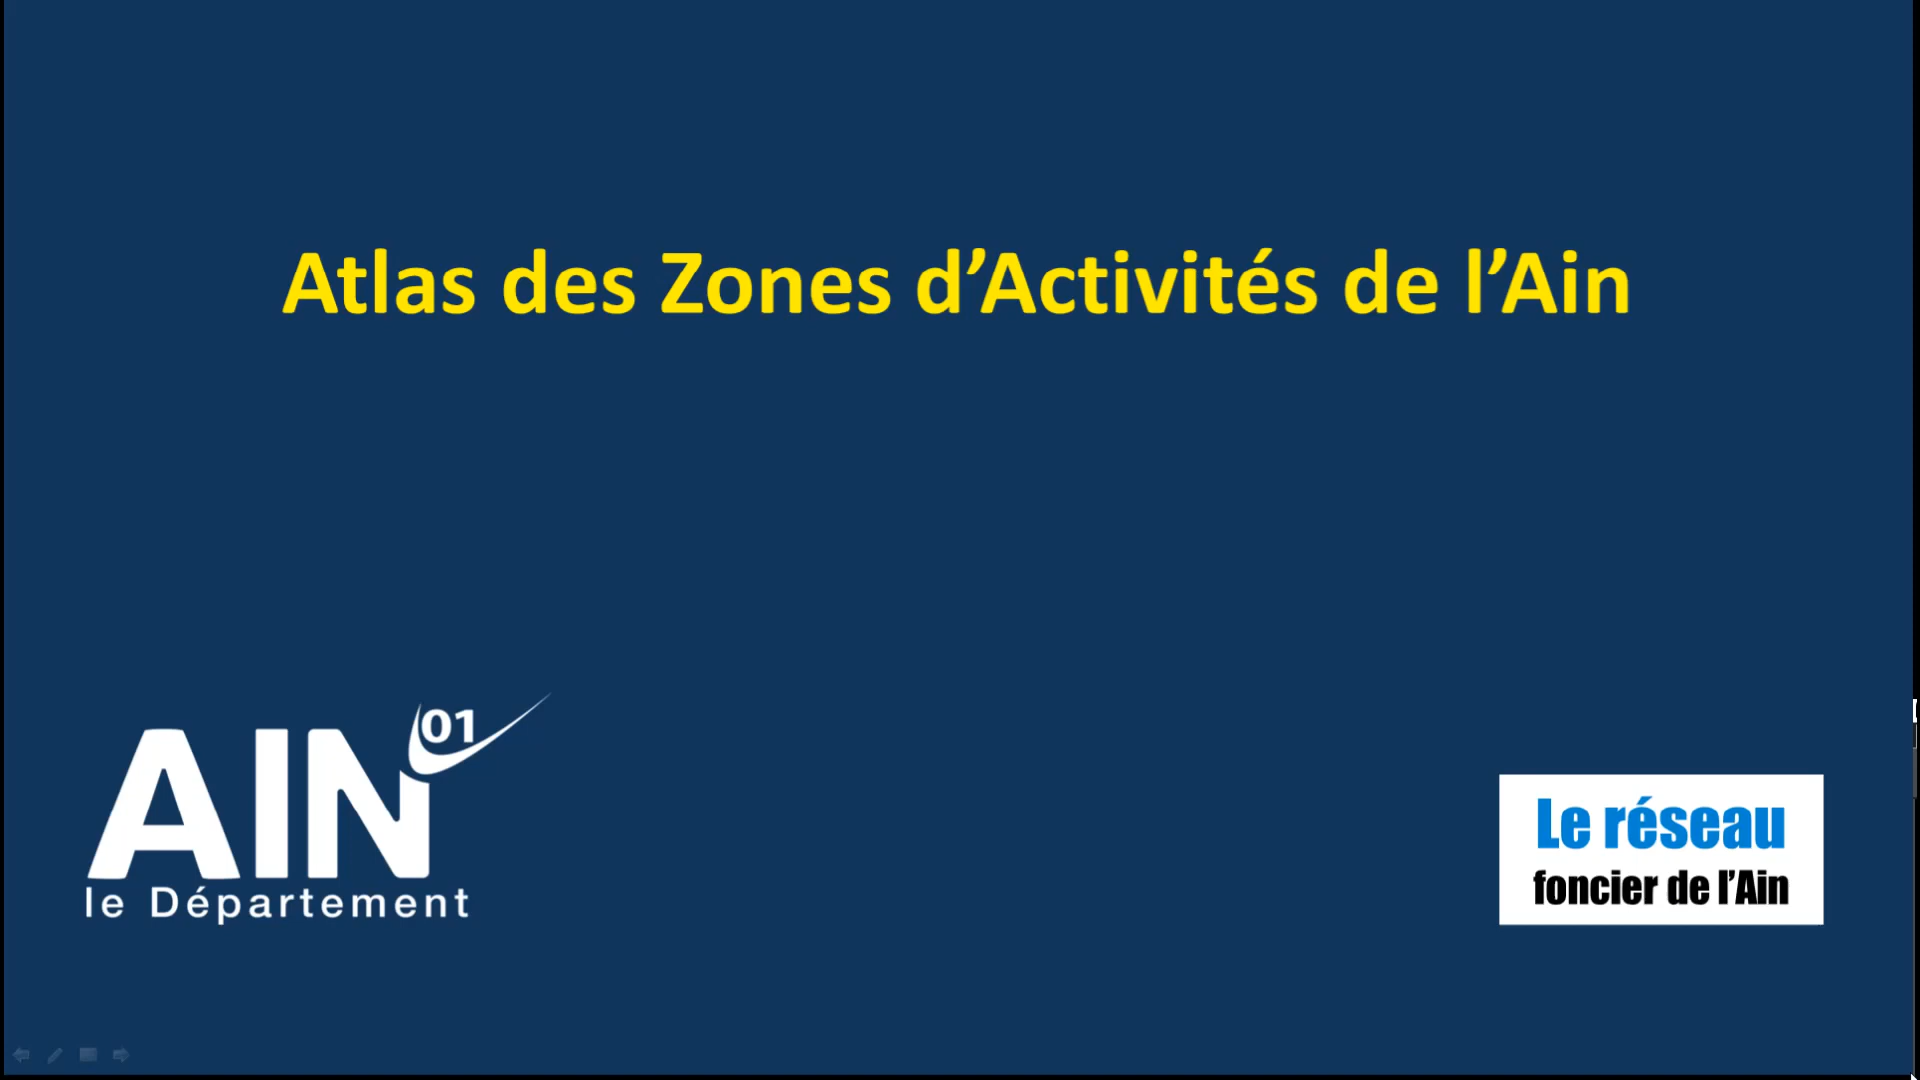 Atlas des Zones d’Activités de l’Ain
AIN 01
le Département
Le réseau
foncier de l’Ain